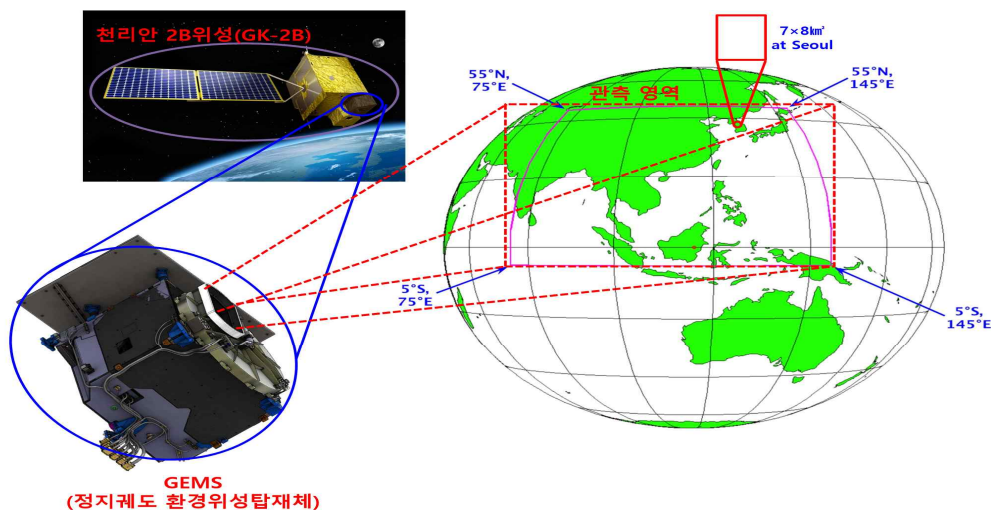 천리안 2B위성(GK-2B)
7×8㎢
at Seoul
55°N,
75°E
55°N,
145°E
관측 영역
5°S,
75°E
5°S,
145°E
GEMS
(정지궤도 환경위성탑재체)